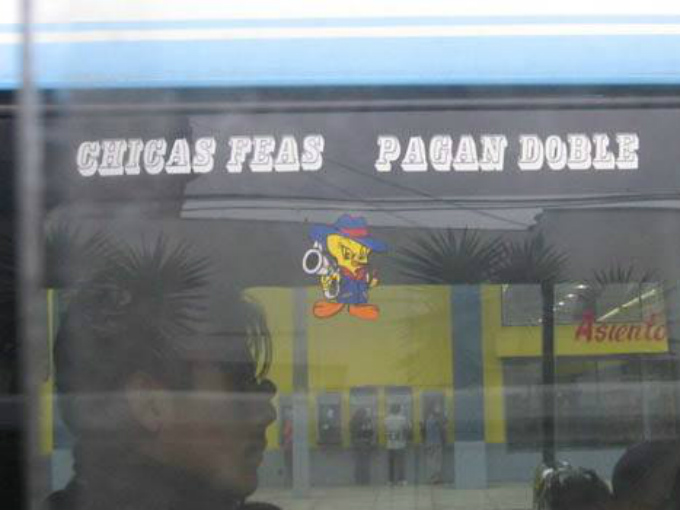 CHICAS FEAS PAGAN DOBLE
Asiento